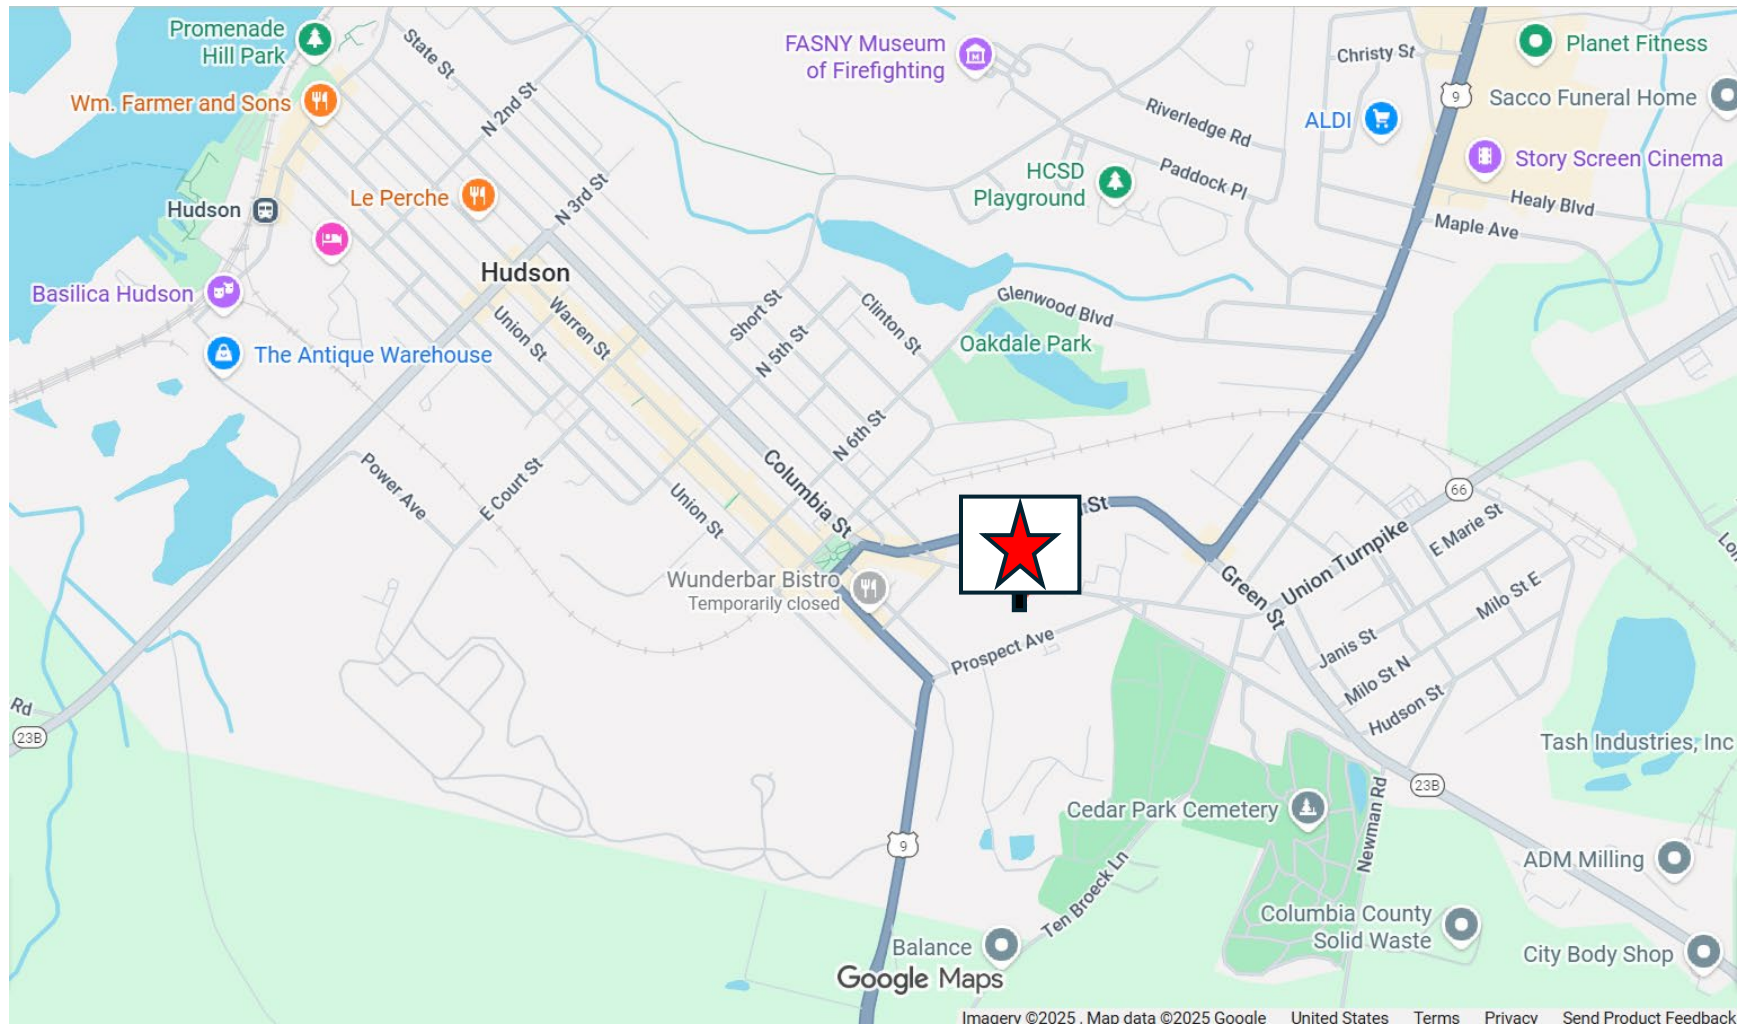 Promenade
Hill Park
State St
FASNY Museum
of Firefighting
Christy St
Planet Fitness
Wm. Farmer and Sons
N 2nd St
9
Sacco Funeral Home
Riverledge Rd
ALDI
Story Screen Cinema
HCSD
Playground
Paddock Pl
Le Perche
N 3rd St
Healy Blvd
Hudson
Maple Ave
Hudson
Basilica Hudson
Glenwood Blvd
Short St
Clinton St
Warren St
Union St
N 5th St
Oakdale Park
The Antique Warehouse
N 6th St
Columbia St
Power Ave
E Court St
Union St
66
St
E Marie St
Union Turnpike
Wunderbar Bistro
Temporarily closed
Green St
Milo St E
Prospect Ave
Janis St
Milo St N
Hudson St
Rd
23B
Tash Industries, Inc
23B
Cedar Park Cemetery
Newman Rd
9
ADM Milling
Ten Broeck Ln
Columbia County
Solid Waste
Balance
City Body Shop
Google Maps
Imagery ©2025 , Map data ©2025 Google United States Terms Privacy Send Product Feedback